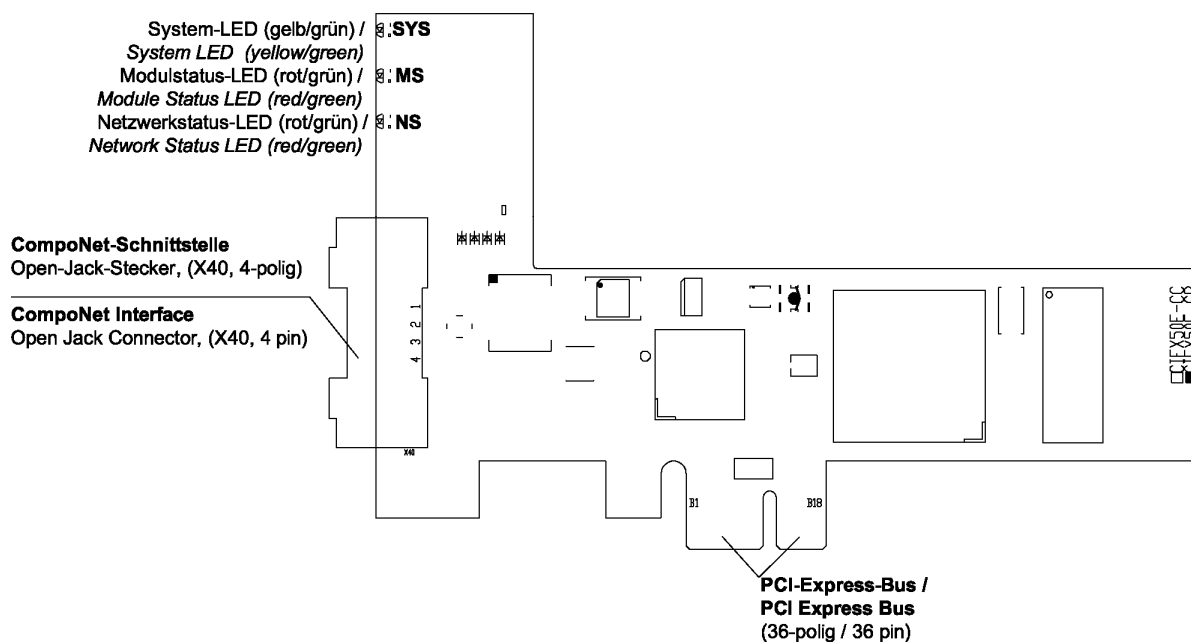 System-LED (gelb/grün) / SYS
System LED (yellow/green)
Modulstatus-LED (rot/grün) / MS
Module Status LED (red/green)
Netzwerkstatus-LED (rot/grün) / NS
Network Status LED (red/green)
CompoNet-Schnittstelle
Open-Jack-Stecker, (X40, 4-polig)
CompoNet Interface
Open Jack Connector, (X40, 4 pin)
1
2
3
4
X40
B1
B18
PCI-Express-Bus /
PCI Express Bus
(36-polig / 36 pin)